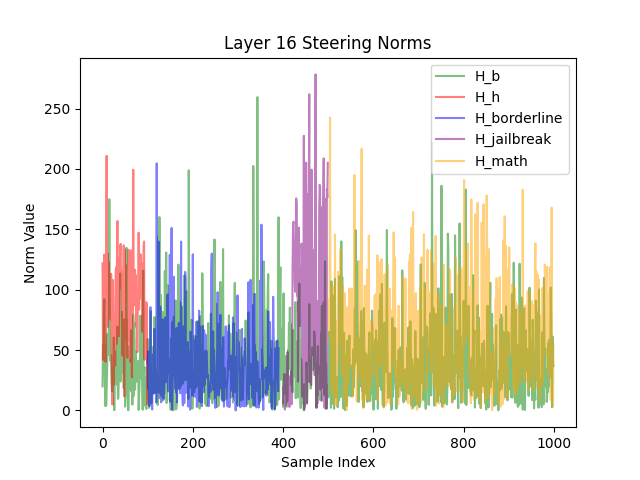 Layer 16 Steering Norms
Norm Value
250
200
150
100
50
0
H_b
H_h
H_borderline
H_jailbreak
H_math
0 200 400 600 800 1000
Sample Index